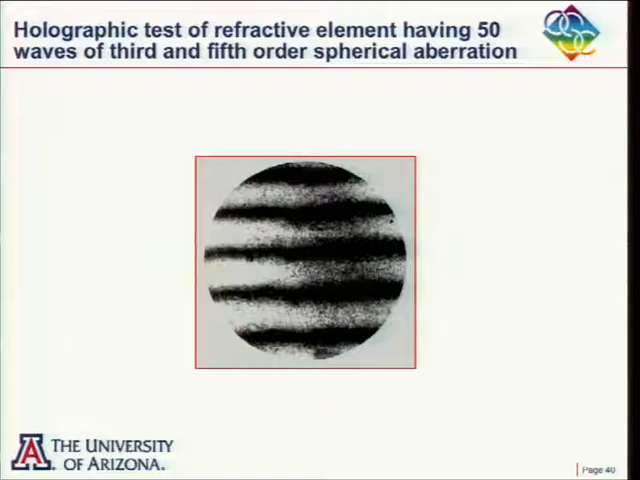 Holographic test of refractive element having 50
waves of third and fifth order spherical aberration
OSC
A
THE UNIVERSITY
OF ARIZONA.
Page 40